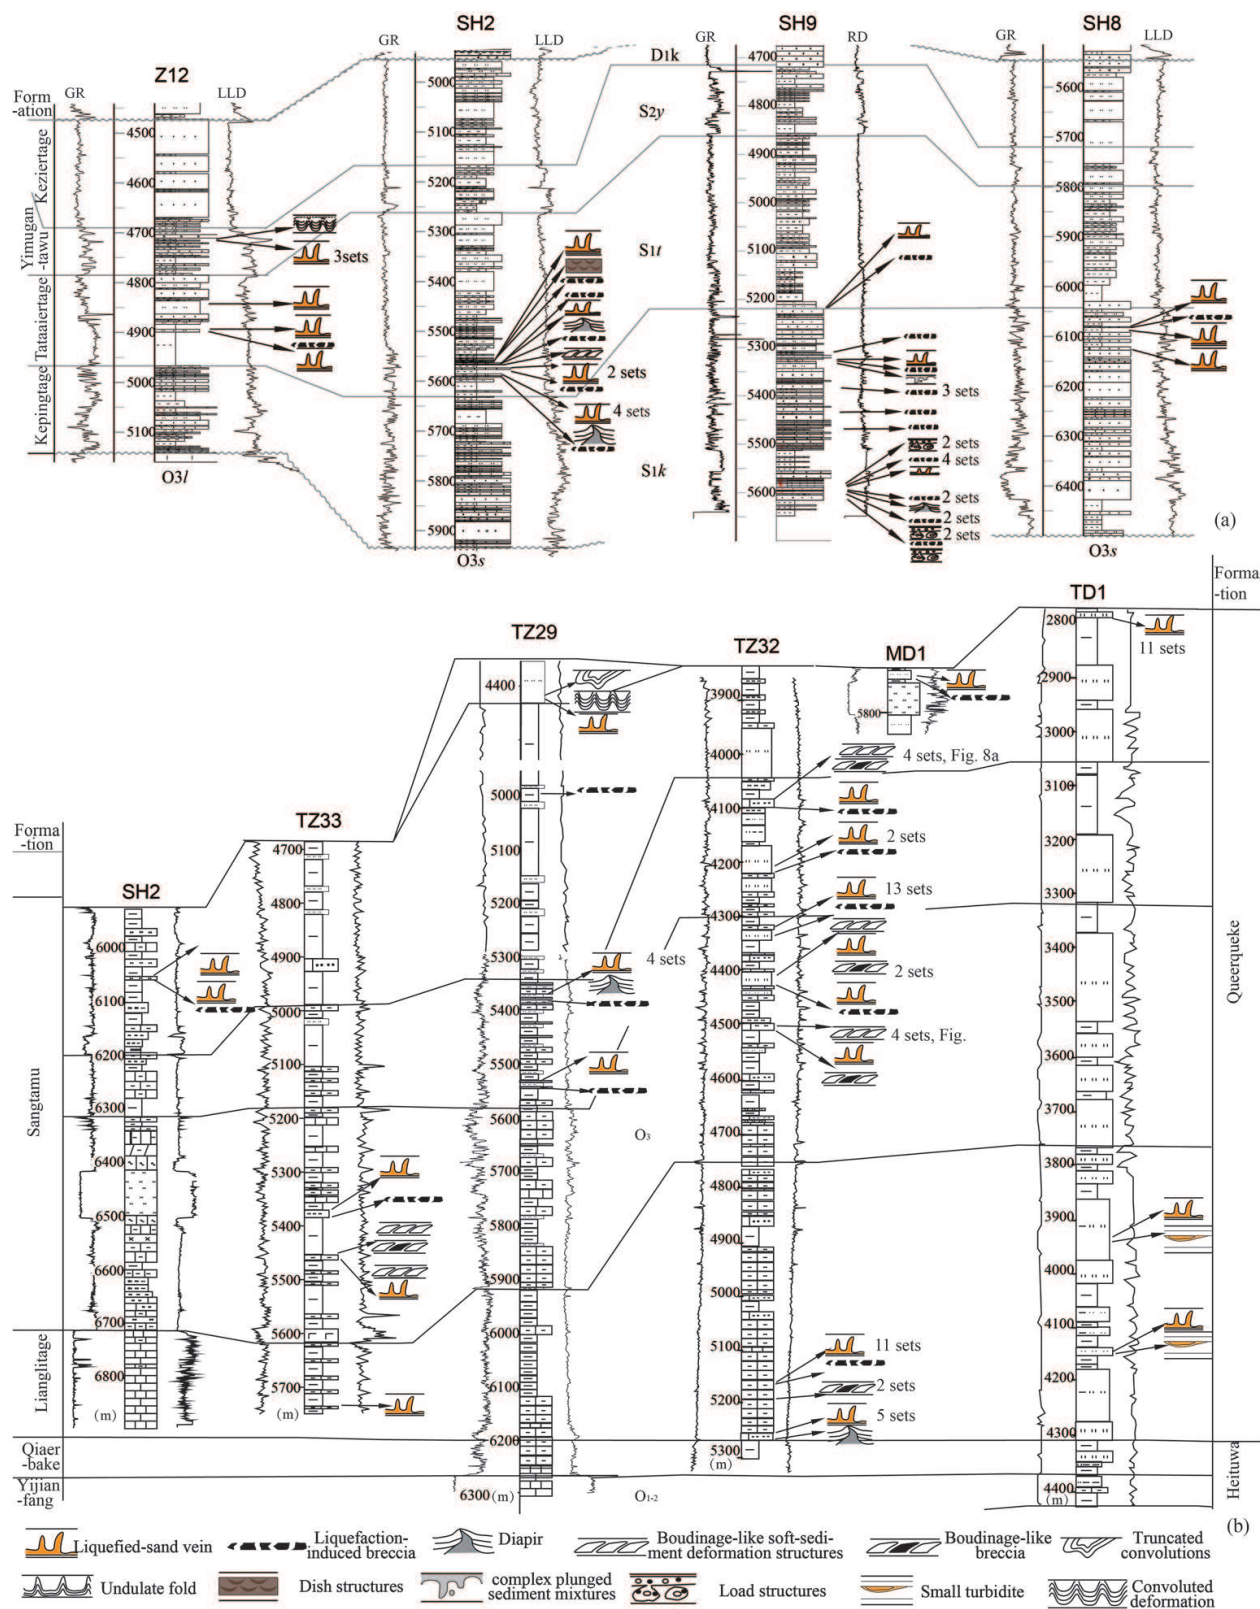 SH2
SH9
SH8
Z12
GR
LLD
GR
RD
GR
LLD
D1k
S2y
S1t
S1k
Form
-ation
GR
LLD
Keziertage
Yimugan
-tawu
Tataaiertage
Kepingtage
4500
4600
4700
4800
4900
5000
5100
O3l
3sets
5000
5100
5200
5300
5400
5500
5600
5700
5800
5900
O3s
2 sets
4 sets
4700
4800
4900
5000
5100
5200
5300
5400
5500
5600
3 sets
2 sets
4 sets
2 sets
2 sets
2 sets
5600
5700
5800
5900
6000
6100
6200
6300
6400
O3s
(a)
Forma
-tion
TD1
TZ29
TZ32
MD1
TZ33
SH2
Forma
-tion
Sangtamu
Lianglitage
Qiaer
-bake
Yijian
-fang
6000
6100
6200
6300
6400
6500
6600
6700
6800
(m)
4700
4800
4900
5000
5100
5200
5300
5400
5500
5600
5700
(m)
4400
5000
5100
5200
5300
5400
5500
5600
5700
5800
5900
6000
6100
6200
6300 (m)
4 sets
O₃
O₁₋₂
3900
4000
4100
4200
4300
4400
4500
4600
4700
4800
4900
5000
5100
5200
5300
(m)
4 sets, Fig. 8a
2 sets
13 sets
2 sets
4 sets, Fig.
11 sets
2 sets
5 sets
5800
2800
2900
3000
3100
3200
3300
3400
3500
3600
3700
3800
3900
4000
4100
4200
4300
4400
(m)
11 sets
Queerqueke
Heituwa
(b)
Liquefied-sand vein
Liquefaction-
induced breccia
Diapir
Boudinage-like soft-sedi-
ment deformation structures
Boudinage-like
breccia
Truncated
convolutions
Undulate fold
Dish structures
complex plunged
sediment mixtures
Load structures
Small turbidite
Convoluted
deformation